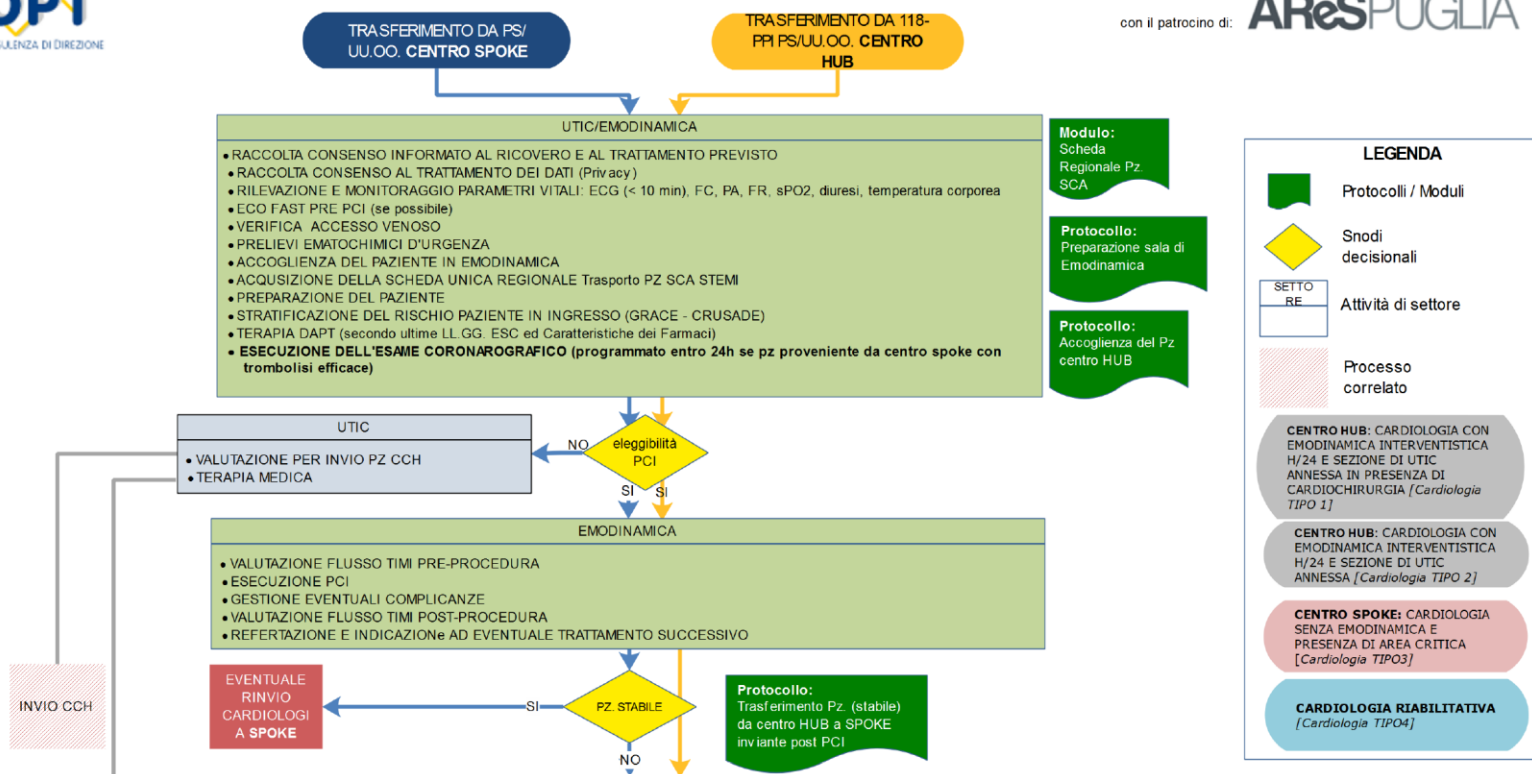 DPI
CONSULENZA DI DIREZIONE
TRASFERIMENTO DA PS/
UU.OO. CENTRO SPOKE
TRASFERIMENTO DA 118-
PPI PS/UU.OO. CENTRO
HUB
con il patrocino di:
AReSPUGLIA
UTIC/EMODINAMICA
• RACCOLTA CONSENSO INFORMATO AL RICOVERO E AL TRATTAMENTO PREVISTO
• RACCOLTA CONSENSO AL TRATTAMENTO DEI DATI (Privacy)
• RILEVAZIONE E MONITORAGGIO PARAMETRI VITALI: ECG (< 10 min), FC, PA, FR, sPO2, diuresi, temperatura corporea
• ECO FAST PRE PCI (se possibile)
• VERIFICA ACCESSO VENOSO
• PRELIEVI EMATOCHIMICI D'URGENZA
• ACCOGLIENZA DEL PAZIENTE IN EMODINAMICA
• ACQUSIZIONE DELLA SCHEDA UNICA REGIONALE Trasporto PZ SCA STEMI
• PREPARAZIONE DEL PAZIENTE
• STRATIFICAZIONE DEL RISCHIO PAZIENTE IN INGRESSO (GRACE - CRUSADE)
• TERAPIA DAPT (secondo ultime LL.GG. ESC ed Caratteristiche dei Farmaci)
• ESECUZIONE DELL'ESAME CORONAROGRAFICO (programmato entro 24h se pz proveniente da centro spoke con
trombolisi efficace)
Modulo:
Scheda
Regionale Pz.
SCA
Protocollo:
Preparazione sala di
Emodinamica
Protocollo:
Accoglienza del Pz
centro HUB
UTIC
• VALUTAZIONE PER INVIO PZ CCH
• TERAPIA MEDICA
NO
eleggibilità
PCI
SI
SI
EMODINAMICA
• VALUTAZIONE FLUSSO TIMI PRE-PROCEDURA
• ESECUZIONE PCI
• GESTIONE EVENTUALI COMPLICANZE
• VALUTAZIONE FLUSSO TIMI POST-PROCEDURA
• REFERTAZIONE E INDICAZIONe AD EVENTUALE TRATTAMENTO SUCCESSIVO
INVIO CCH
EVENTUALE
RINVIO
CARDIOLOGI
A SPOKE
SI
PZ. STABILE
NO
Protocollo:
Trasferimento Pz. (stabile)
da centro HUB a SPOKE
inviante post PCI
LEGENDA
Protocolli / Moduli
Snodi
decisionali
SETTO
RE
Attività di settore
Processo
correlato
CENTRO HUB: CARDIOLOGIA CON
EMODINAMICA INTERVENTISTICA
H/24 E SEZIONE DI UTIC
ANNESSA IN PRESENZA DI
CARDIOCHIRURGIA [Cardiologia
TIPO 1]
CENTRO HUB: CARDIOLOGIA CON
EMODINAMICA INTERVENTISTICA
H/24 E SEZIONE DI UTIC
ANNESSA [Cardiologia TIPO 2]
CENTRO SPOKE: CARDIOLOGIA
SENZA EMODINAMICA E
PRESENZA DI AREA CRITICA
[Cardiologia TIPO3]
CARDIOLOGIA RIABILITATIVA
[Cardiologia TIPO4]